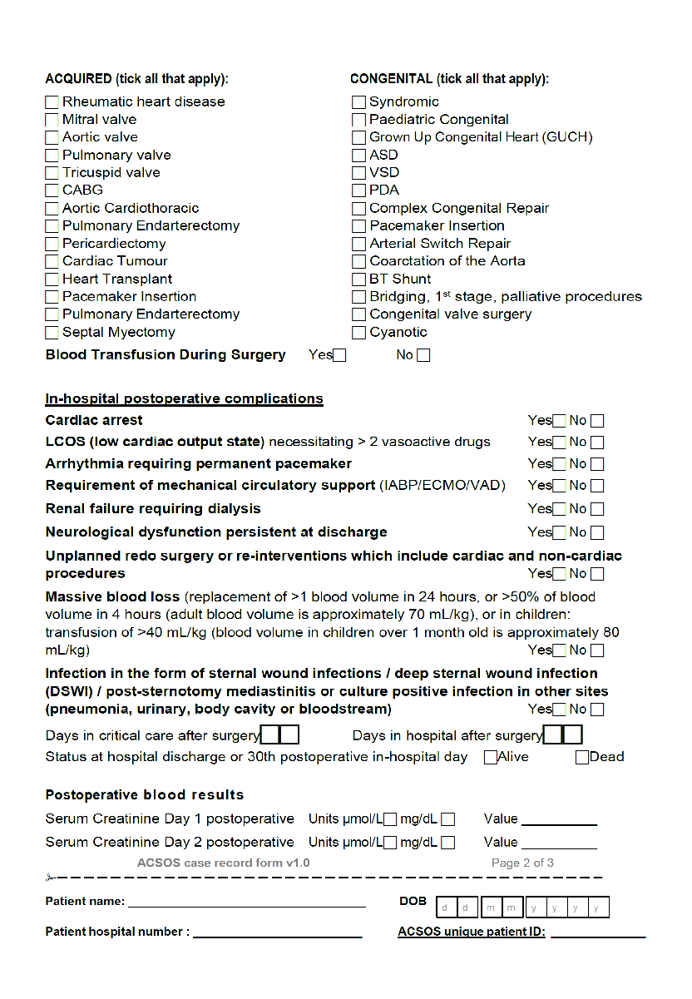 ACQUIRED (tick all that apply):
Rheumatic heart disease
Mitral valve
Aortic valve
Pulmonary valve
Tricuspid valve
CABG
Aortic Cardiothoracic
Pulmonary Endarterectomy
Pericardiectomy
Cardiac Tumour
Heart Transplant
Pacemaker Insertion
Pulmonary Endarterectomy
Septal Myectomy
CONGENITAL (tick all that apply):
Syndromic
Paediatric Congenital
Grown Up Congenital Heart (GUCH)
ASD
VSD
PDA
Complex Congenital Repair
Pacemaker Insertion
Arterial Switch Repair
Coarctation of the Aorta
BT Shunt
Bridging, 1st stage, palliative procedures
Congenital valve surgery
Cyanotic
Blood Transfusion During Surgery Yes No
In-hospital postoperative complications
Cardiac arrest Yes No
LCOS (low cardiac output state) necessitating > 2 vasoactive drugs Yes No
Arrhythmia requiring permanent pacemaker Yes No
Requirement of mechanical circulatory support (IABP/ECMO/VAD) Yes No
Renal failure requiring dialysis Yes No
Neurological dysfunction persistent at discharge Yes No
Unplanned redo surgery or re-interventions which include cardiac and non-cardiac
procedures Yes No
Massive blood loss (replacement of >1 blood volume in 24 hours, or >50% of blood
volume in 4 hours (adult blood volume is approximately 70 mL/kg), or in children:
transfusion of >40 mL/kg (blood volume in children over 1 month old is approximately 80
mL/kg) Yes No
Infection in the form of sternal wound infections / deep sternal wound infection
(DSWI) / post-sternotomy mediastinitis or culture positive infection in other sites
(pneumonia, urinary, body cavity or bloodstream) Yes No
Days in critical care after surgery Days in hospital after surgery
Status at hospital discharge or 30th postoperative in-hospital day Alive Dead
Postoperative blood results
Serum Creatinine Day 1 postoperative Units µmol/L mg/dL Value
Serum Creatinine Day 2 postoperative Units µmol/L mg/dL Value
ACSOS case record form v1.0 Page 2 of 3
Patient name: DOB d d m m y y y y
Patient hospital number : ACSOS unique patient ID: